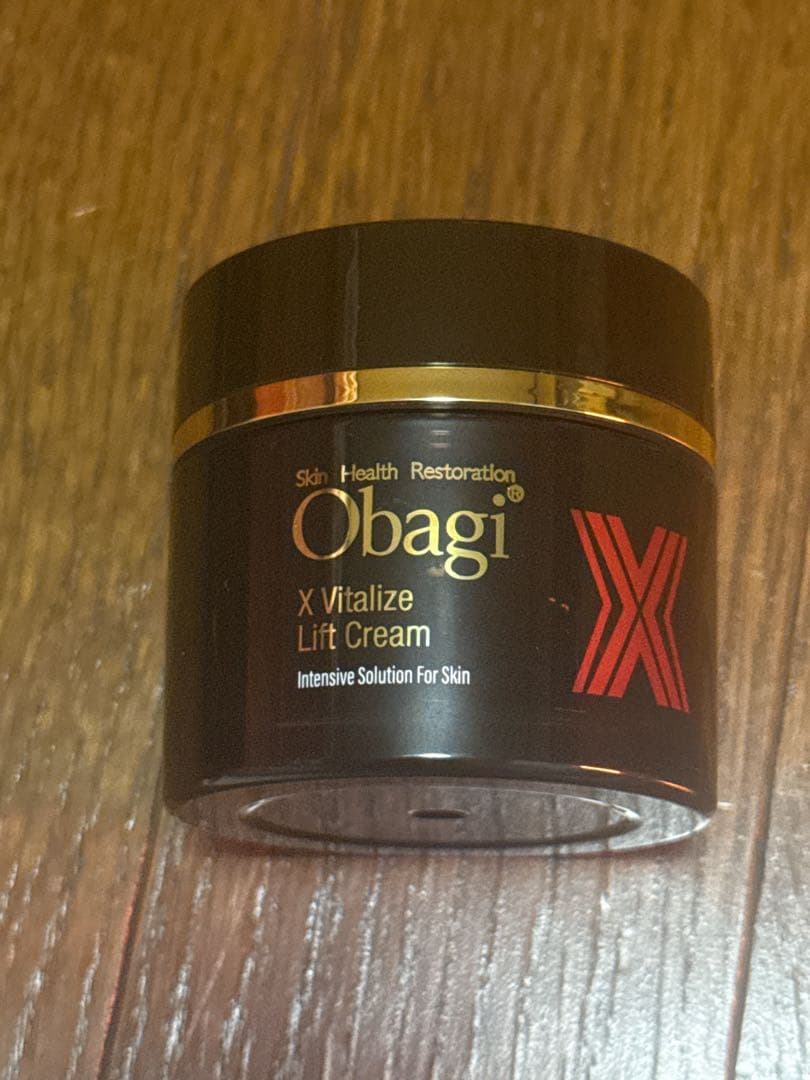 Skin Health Restoration
Obagi®
X Vitalize
Lift Cream
Intensive Solution For Skin
X